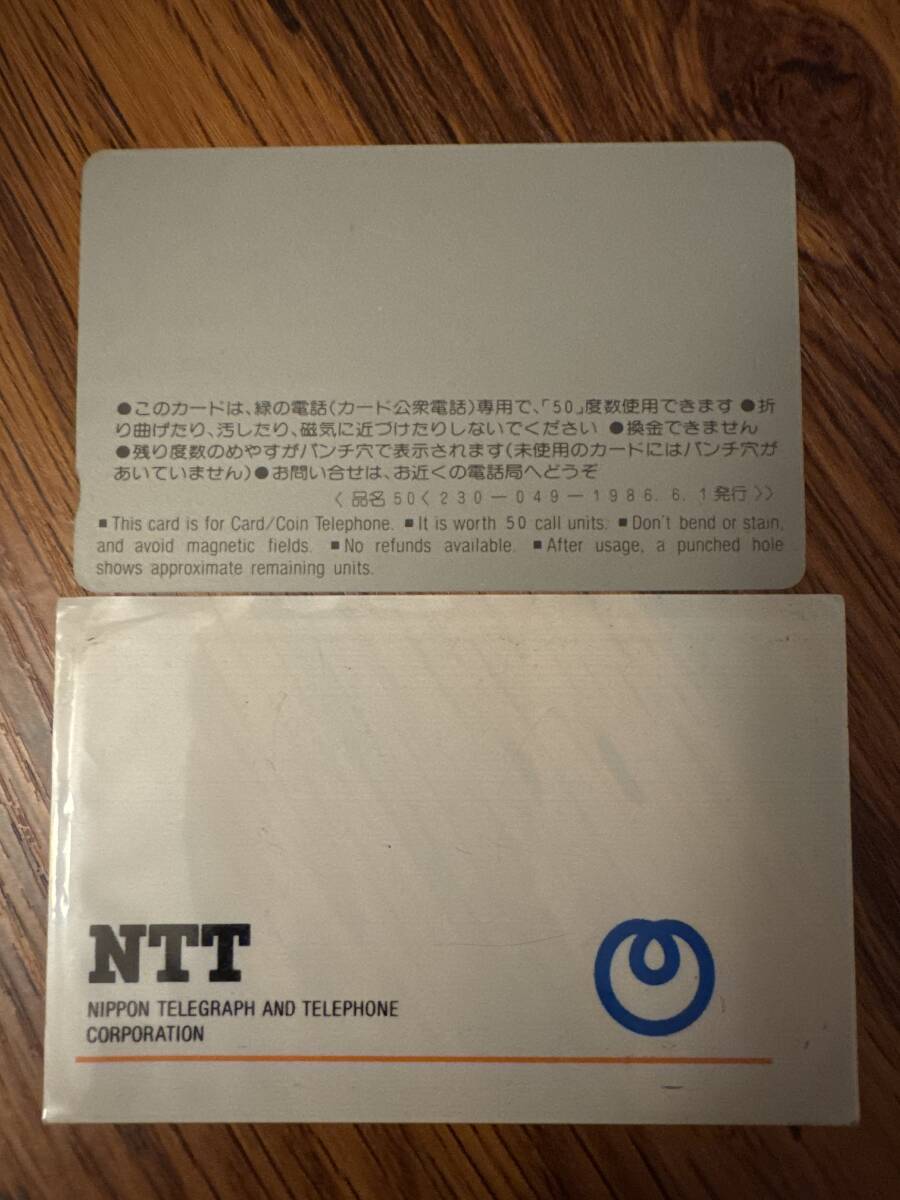 ●このカードは、緑の電話(カード公衆電話)専用で、「50」度数使用できます ●折
り曲げたり、汚したり、磁気に近づけたりしないでください ●換金できません
●残り度数のめやすがパンチ穴で表示されます(未使用のカードにはパンチ穴が
あいていません)●お問い合せは、お近くの電話局へどうぞ
〈 品名50〈 230-049-1986. 6. 1発行〉〉
■ This card is for Card/Coin Telephone. ■ It is worth 50 call units. ■ Don't bend or stain,
and avoid magnetic fields. ■ No refunds available. ■ After usage, a punched hole
shows approximate remaining units.
NTT
NIPPON TELEGRAPH AND TELEPHONE
CORPORATION